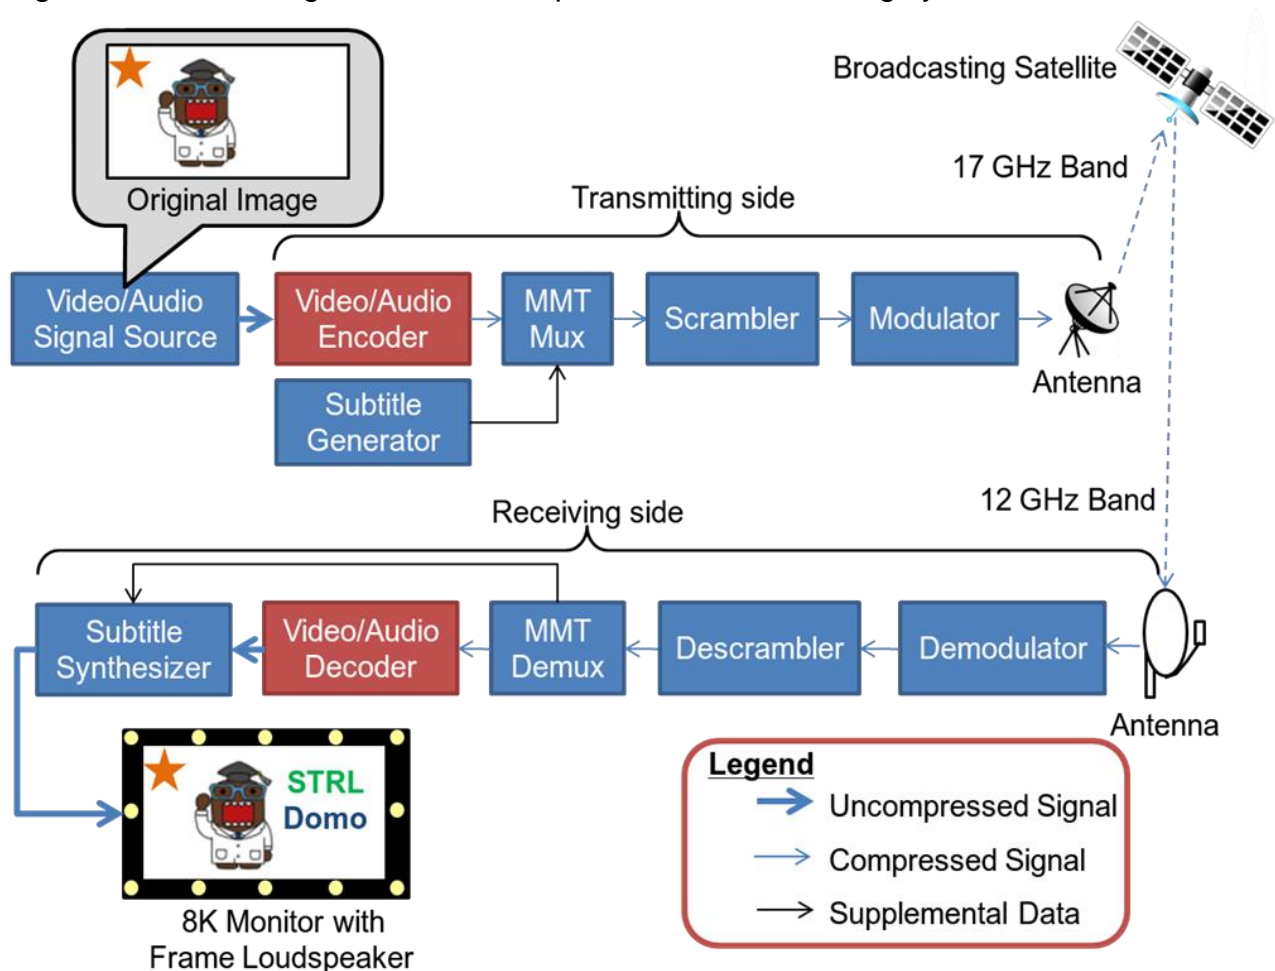 Broadcasting Satellite
17 GHz Band
Original Image
Transmitting side
Video/Audio
Signal Source
Video/Audio
Encoder
MMT
Mux
Scrambler
Modulator
Antenna
Subtitle
Generator
12 GHz Band
Receiving side
Subtitle
Synthesizer
Video/Audio
Decoder
MMT
Demux
Descrambler
Demodulator
Antenna
STRL
Domo
8K Monitor with
Frame Loudspeaker
Legend
Uncompressed Signal
Compressed Signal
Supplemental Data